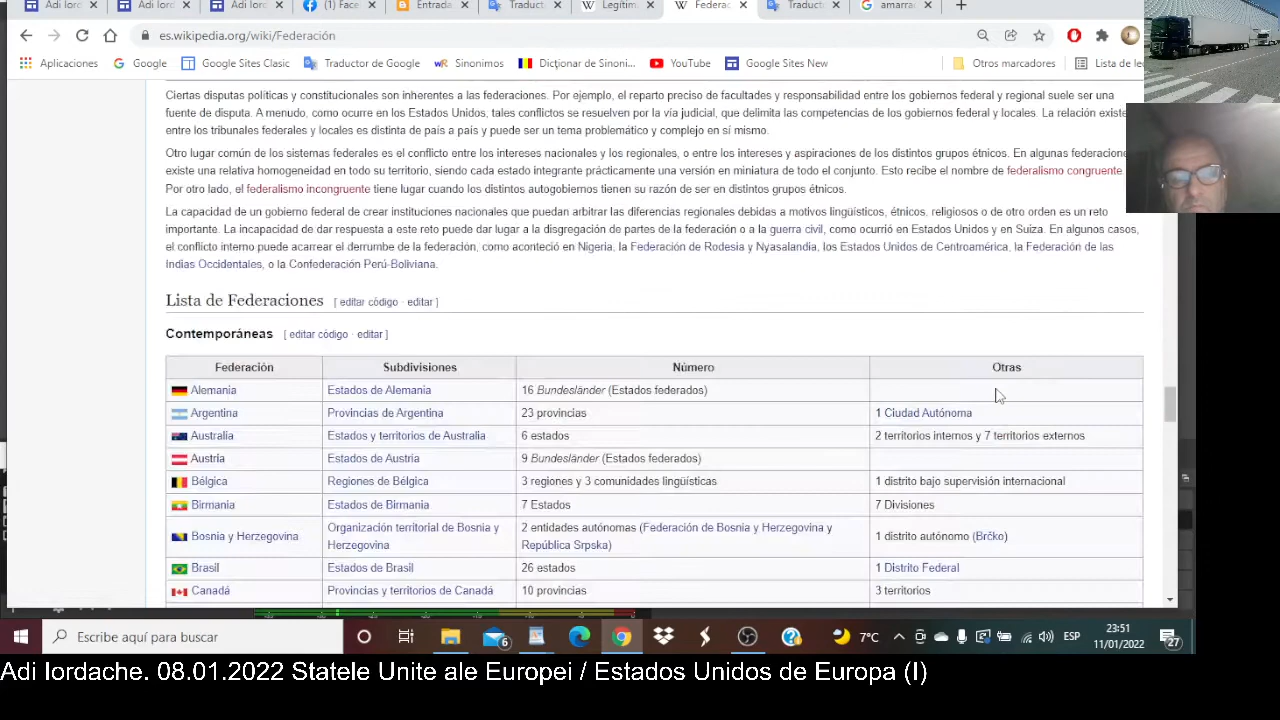 Adi Iord
Adi Iord
Adi Iord
(1) Face
Entrada
Traduct
Legítim
Federac
Traduct
amarra
es.wikipedia.org/wiki/Federación
Aplicaciones
Google
Google Sites Clasic
Traductor de Google
Sinonimos
Dicționar de Sinoni...
YouTube
Google Sites New
Otros marcadores
Lista de le
Ciertas disputas políticas y constitucionales son inherentes a las federaciones. Por ejemplo, el reparto preciso de facultades y responsabilidad entre los gobiernos federal y regional suele ser una
fuente de disputa. A menudo, como ocurre en los Estados Unidos, tales conflictos se resuelven por la vía judicial, que delimita las competencias de los gobiernos federal y locales. La relación existe
entre los tribunales federales y locales es distinta de país a país y puede ser un tema problemático y complejo en sí mismo.
Otro lugar común de los sistemas federales es el conflicto entre los intereses nacionales y los regionales, o entre los intereses y aspiraciones de los distintos grupos étnicos. En algunas federacione
existe una relativa homogeneidad en todo su territorio, siendo cada estado integrante prácticamente una versión en miniatura de todo el conjunto. Esto recibe el nombre de federalismo congruente.
Por otro lado, el federalismo incongruente tiene lugar cuando los distintos autogobiernos tienen su razón de ser en distintos grupos étnicos.
La capacidad de un gobierno federal de crear instituciones nacionales que puedan arbitrar las diferencias regionales debidas a motivos lingüísticos, étnicos, religiosos o de otro orden es un reto
importante. La incapacidad de dar respuesta a este reto puede dar lugar a la disgregación de partes de la federación o a la guerra civil, como ocurrió en Estados Unidos y en Suiza. En algunos casos,
el conflicto interno puede acarrear el derrumbe de la federación, como aconteció en Nigeria, la Federación de Rodesia y Nyasalandia, los Estados Unidos de Centroamérica, la Federación de las
Indias Occidentales, o la Confederación Perú-Boliviana.
Lista de Federaciones [ editar código · editar ]
Contemporáneas [ editar código · editar ]
Federación Subdivisiones Número Otras
Alemania Estados de Alemania 16 Bundesländer (Estados federados)
Argentina Provincias de Argentina 23 provincias 1 Ciudad Autónoma
Australia Estados y territorios de Australia 6 estados 2 territorios internos y 7 territorios externos
Austria Estados de Austria 9 Bundesländer (Estados federados)
Bélgica Regiones de Bélgica 3 regiones y 3 comunidades lingüísticas 1 distrito bajo supervisión internacional
Birmania Estados de Birmania 7 Estados 7 Divisiones
Bosnia y Herzegovina Organización territorial de Bosnia y Herzegovina 2 entidades autónomas (Federación de Bosnia y Herzegovina y República Srpska) 1 distrito autónomo (Brčko)
Brasil Estados de Brasil 26 estados 1 Distrito Federal
Canadá Provincias y territorios de Canadá 10 provincias 3 territorios
Escribe aquí para buscar
6
7°C
ESP
23:51
11/01/2022
27
Adi Iordache. 08.01.2022 Statele Unite ale Europei / Estados Unidos de Europa (I)